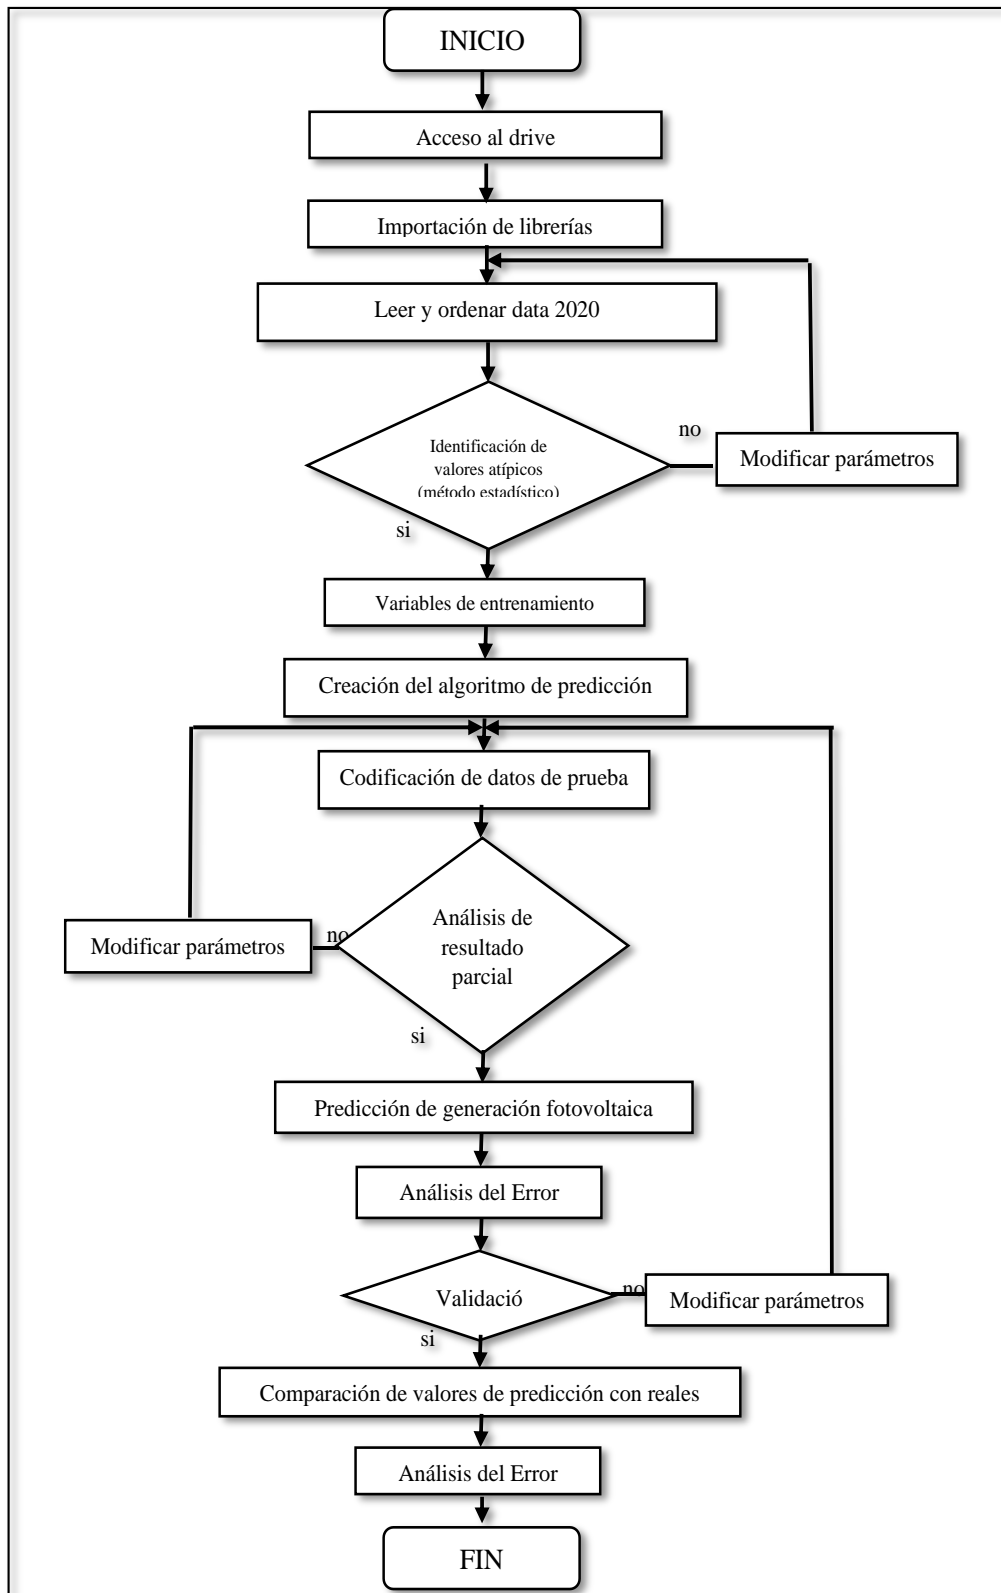 INICIO
Acceso al drive
Importación de librerías
Leer y ordenar data 2020
Identificación de
valores atípicos
(método estadístico)
no
Modificar parámetros
si
Variables de entrenamiento
Creación del algoritmo de predicción
Codificación de datos de prueba
Análisis de
resultado
parcial
no
Modificar parámetros
si
Predicción de generación fotovoltaica
Análisis del Error
Validació
no
Modificar parámetros
si
Comparación de valores de predicción con reales
Análisis del Error
FIN